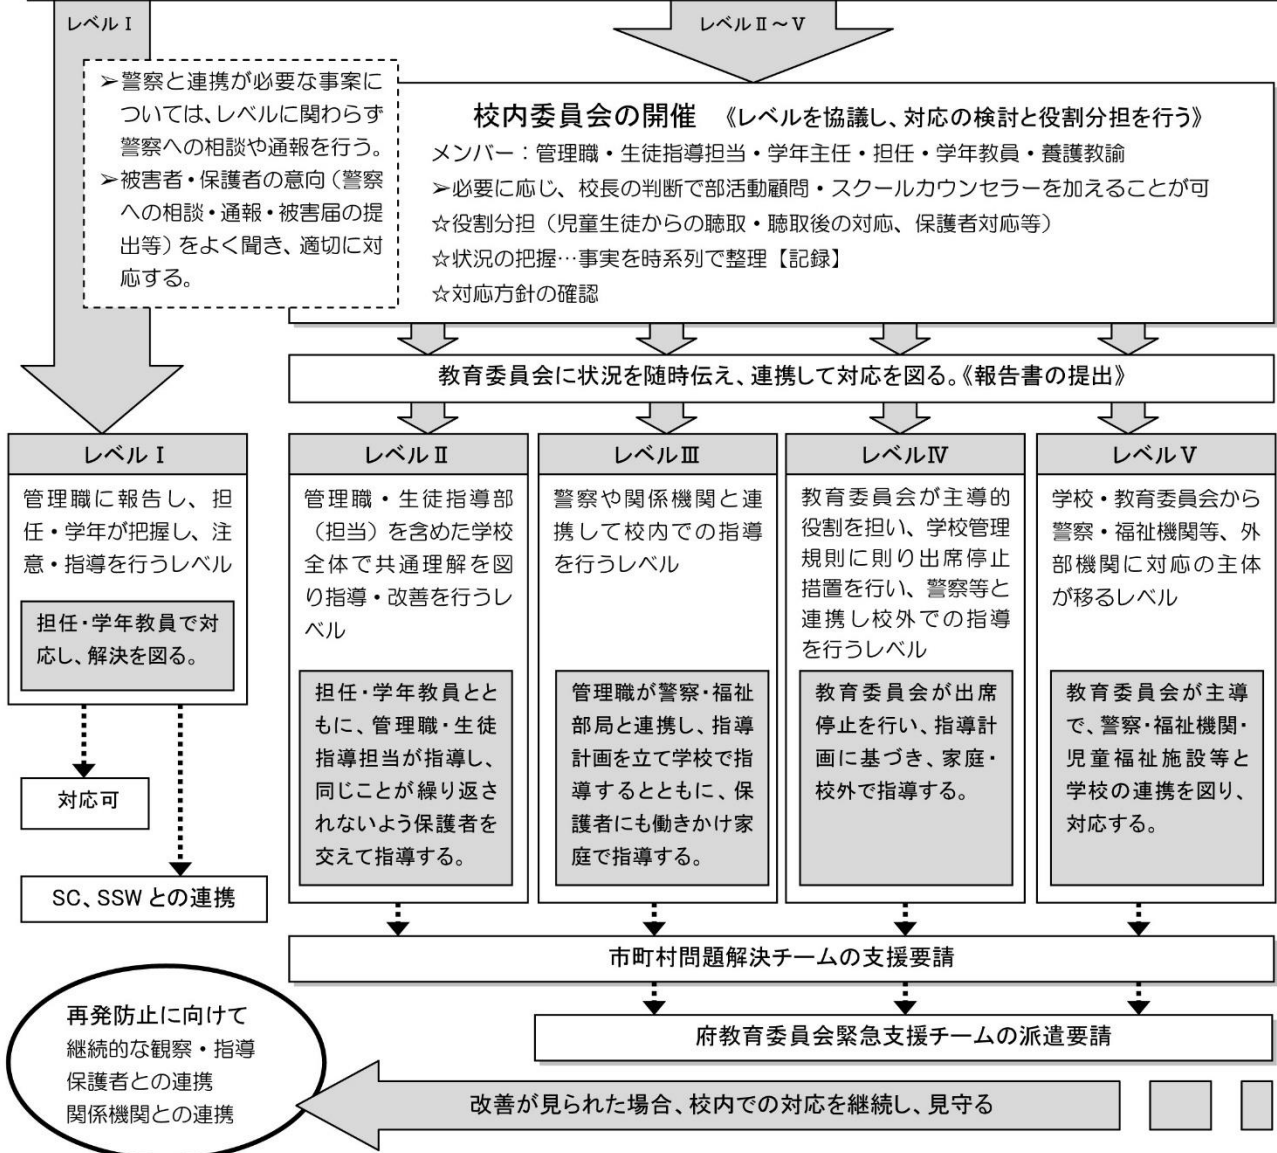 レベルⅠ
レベルⅡ～Ⅴ
➢警察と連携が必要な事案に
ついては、レベルに関わらず
警察への相談や通報を行う。
➢被害者・保護者の意向（警察
への相談・通報・被害届の提
出等）をよく聞き、適切に対
応する。
校内委員会の開催 《レベルを協議し、対応の検討と役割分担を行う》
メンバー：管理職・生徒指導担当・学年主任・担任・学年教員・養護教諭
➢必要に応じ、校長の判断で部活動顧問・スクールカウンセラーを加えることが可
☆役割分担（児童生徒からの聴取・聴取後の対応、保護者対応等）
☆状況の把握…事実を時系列で整理【記録】
☆対応方針の確認
教育委員会に状況を随時伝え、連携して対応を図る。《報告書の提出》
レベルⅠ
管理職に報告し、担
任・学年が把握し、注
意・指導を行うレベル
担任・学年教員で対
応し、解決を図る。
対応可
SC、SSWとの連携
レベルⅡ
管理職・生徒指導部
（担当）を含めた学校
全体で共通理解を図
り指導・改善を行うレ
ベル
担任・学年教員とと
もに、管理職・生徒
指導担当が指導し、
同じことが繰り返さ
れないよう保護者を
交えて指導する。
レベルⅢ
警察や関係機関と連
携して校内での指導
を行うレベル
管理職が警察・福祉
部局と連携し、指導
計画を立て学校で指
導するとともに、保
護者にも働きかけ家
庭で指導する。
レベルⅣ
教育委員会が主導的
役割を担い、学校管理
規則に則り出席停止
措置を行い、警察等と
連携し校外での指導
を行うレベル
教育委員会が出席
停止を行い、指導計
画に基づき、家庭・
校外で指導する。
レベルⅤ
学校・教育委員会から
警察・福祉機関等、外
部機関に対応の主体
が移るレベル
教育委員会が主導
で、警察・福祉機関・
児童福祉施設等と
学校の連携を図り、
対応する。
市町村問題解決チームの支援要請
府教育委員会緊急支援チームの派遣要請
再発防止に向けて
継続的な観察・指導
保護者との連携
関係機関との連携
改善が見られた場合、校内での対応を継続し、見守る